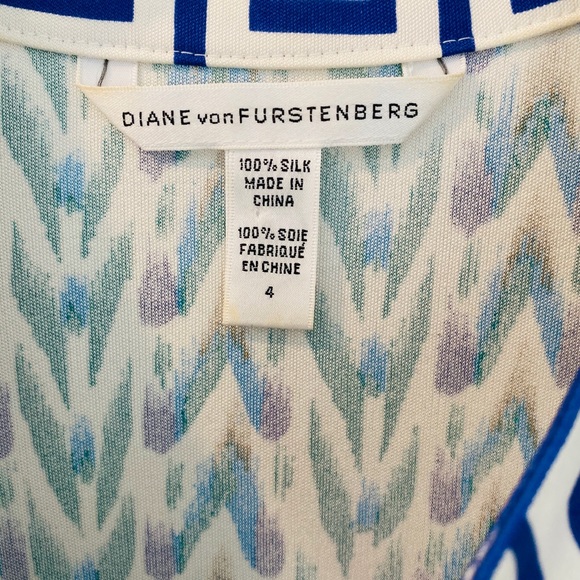 DIANE von FURSTENBERG
100% SILK
MADE IN
CHINA
100% SOIE
FABRIQUÉ
EN CHINE
4